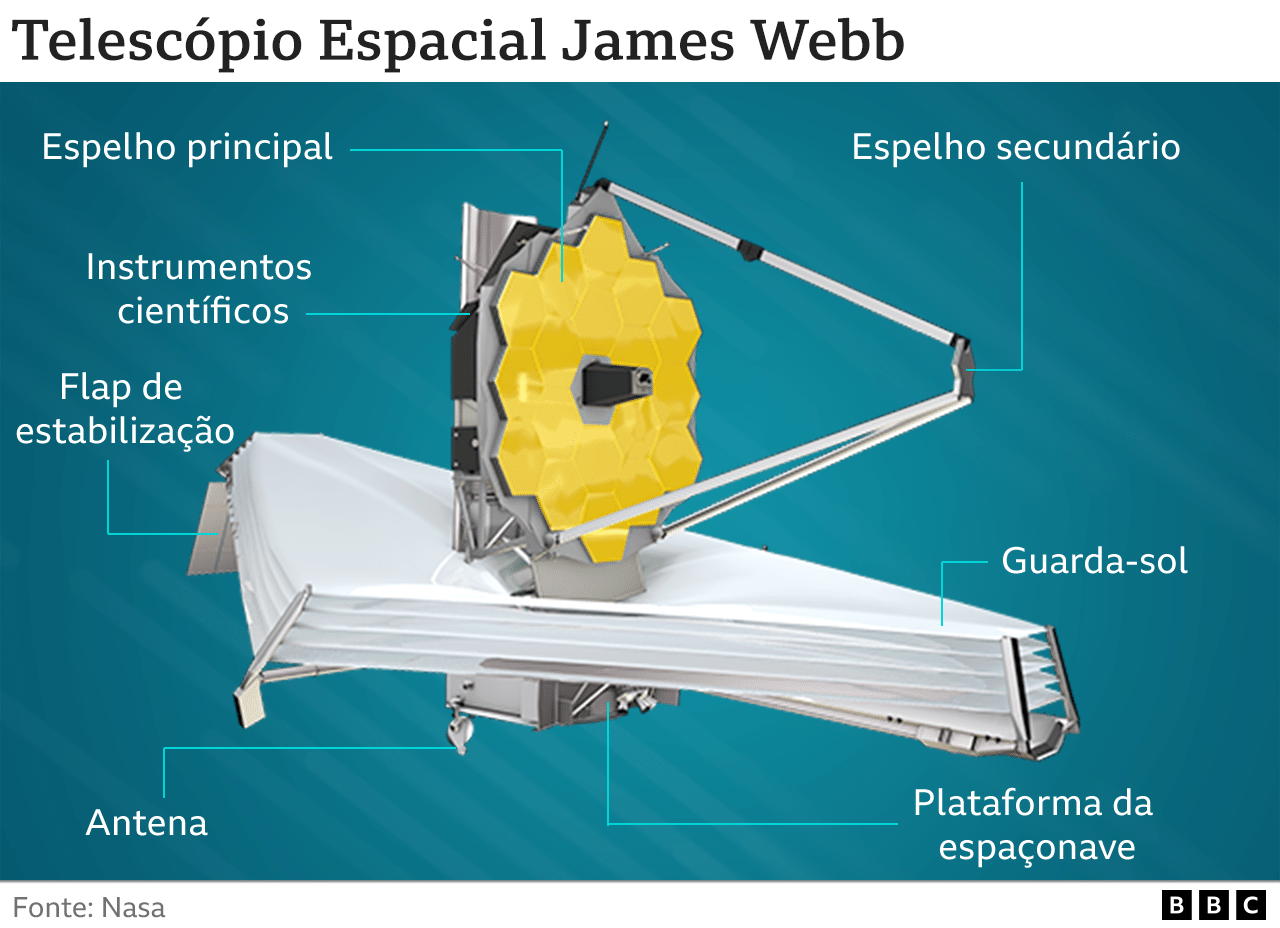 Telescópio Espacial James Webb
Espelho principal
Espelho secundário
Instrumentos
científicos
Flap de
estabilização
Guarda-sol
Antena
Plataforma da
espaçonave
Fonte: Nasa
BBC